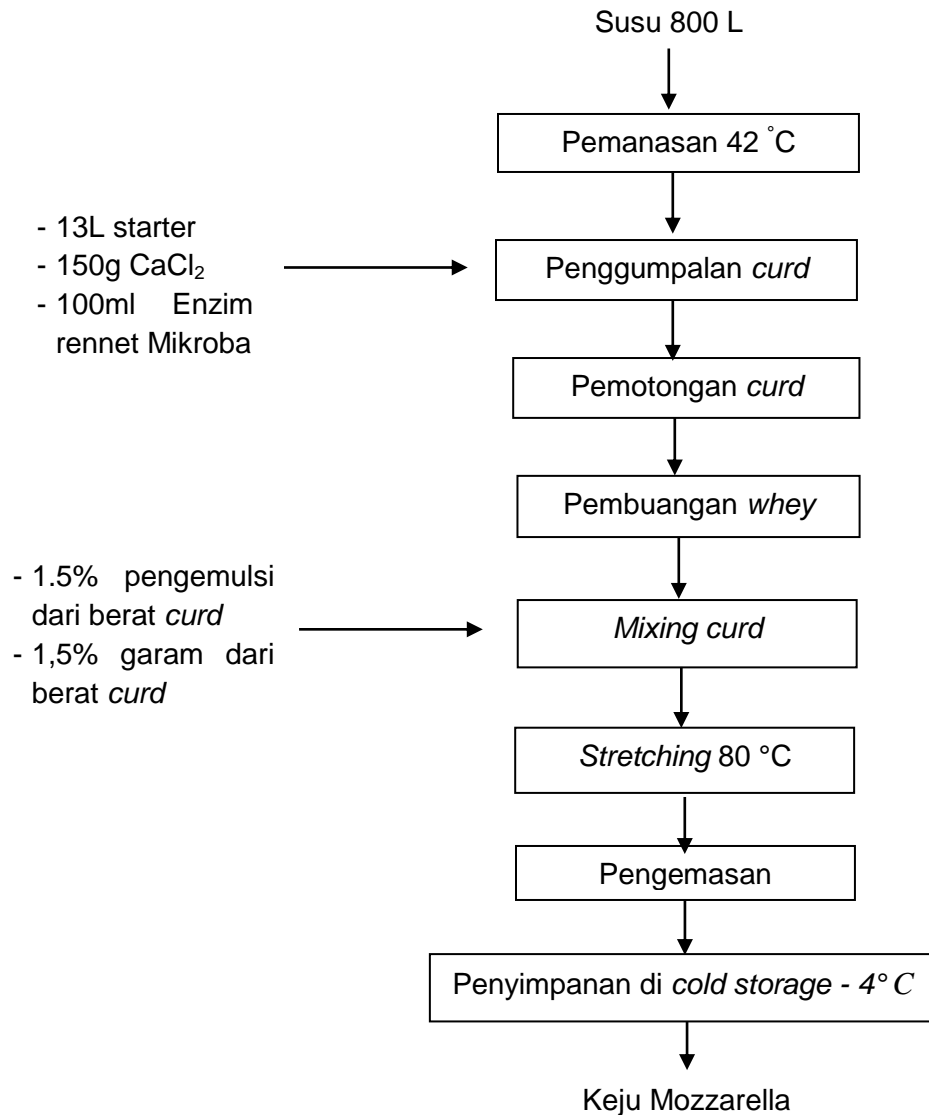 Susu 800 L
Pemanasan 42 °C
- 13L starter
- 150g CaCl₂
- 100ml Enzim
rennet Mikroba
Penggumpalan curd
Pemotongan curd
Pembuangan whey
- 1.5% pengemulsi
dari berat curd
- 1,5% garam dari
berat curd
Mixing curd
Stretching 80 °C
Pengemasan
Penyimpanan di cold storage - 4° C
Keju Mozzarella